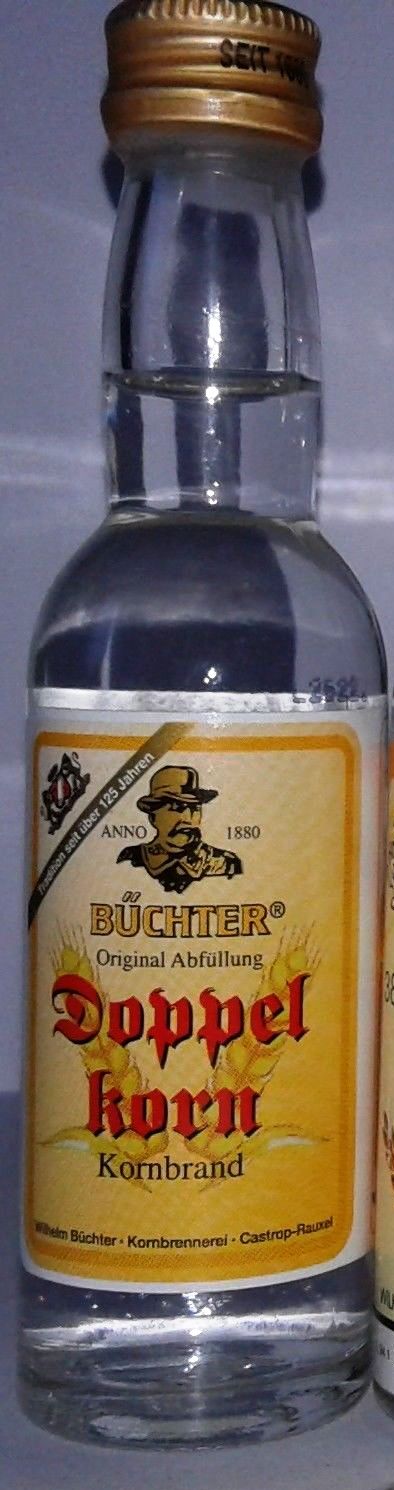 SEIT
Tradition seit über 125 Jahren
ANNO 1880
BÜCHTER®
Original Abfüllung
Doppel
korn
Kornbrand
Wilhelm Büchter · Kornbrennerei · Castrop-Rauxel